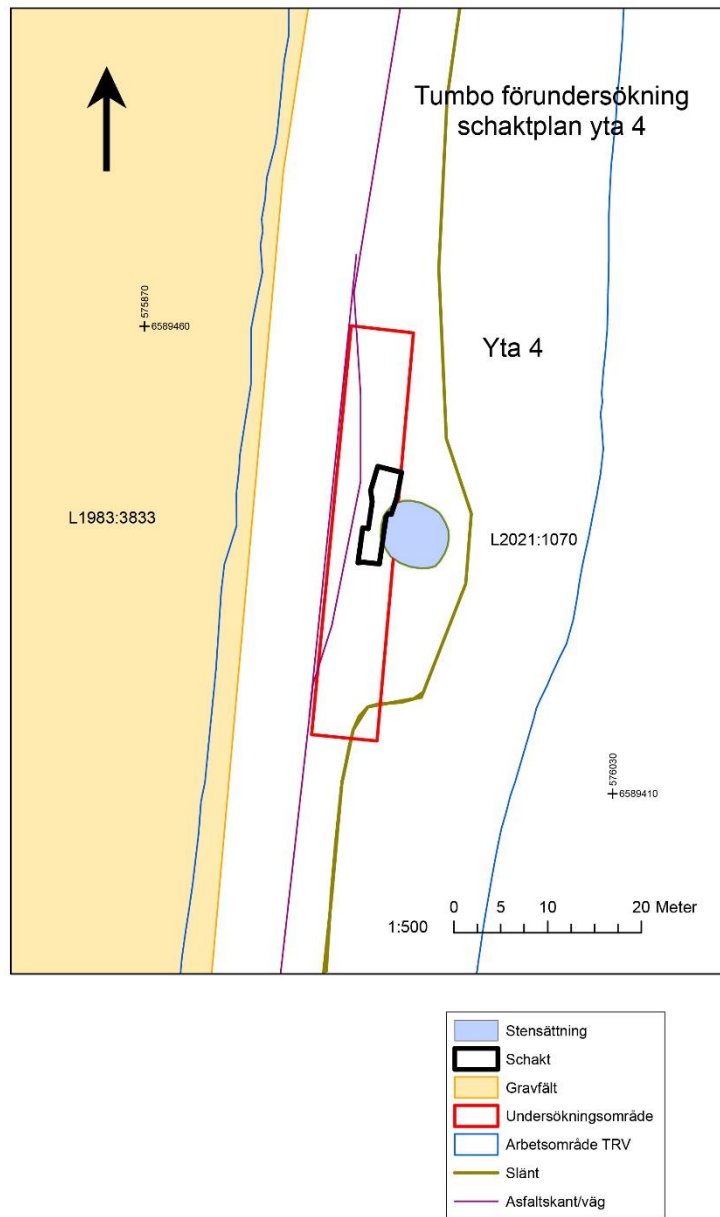 Tumbo förundersökning
schaktplan yta 4
575870
6589460
Yta 4
L1983:3833
L2021:1070
576030
6589410
1:500
0 5 10 20 Meter
Stensättning
Schakt
Gravfält
Undersökningsområde
Arbetsområde TRV
Slänt
Asfaltskant/väg